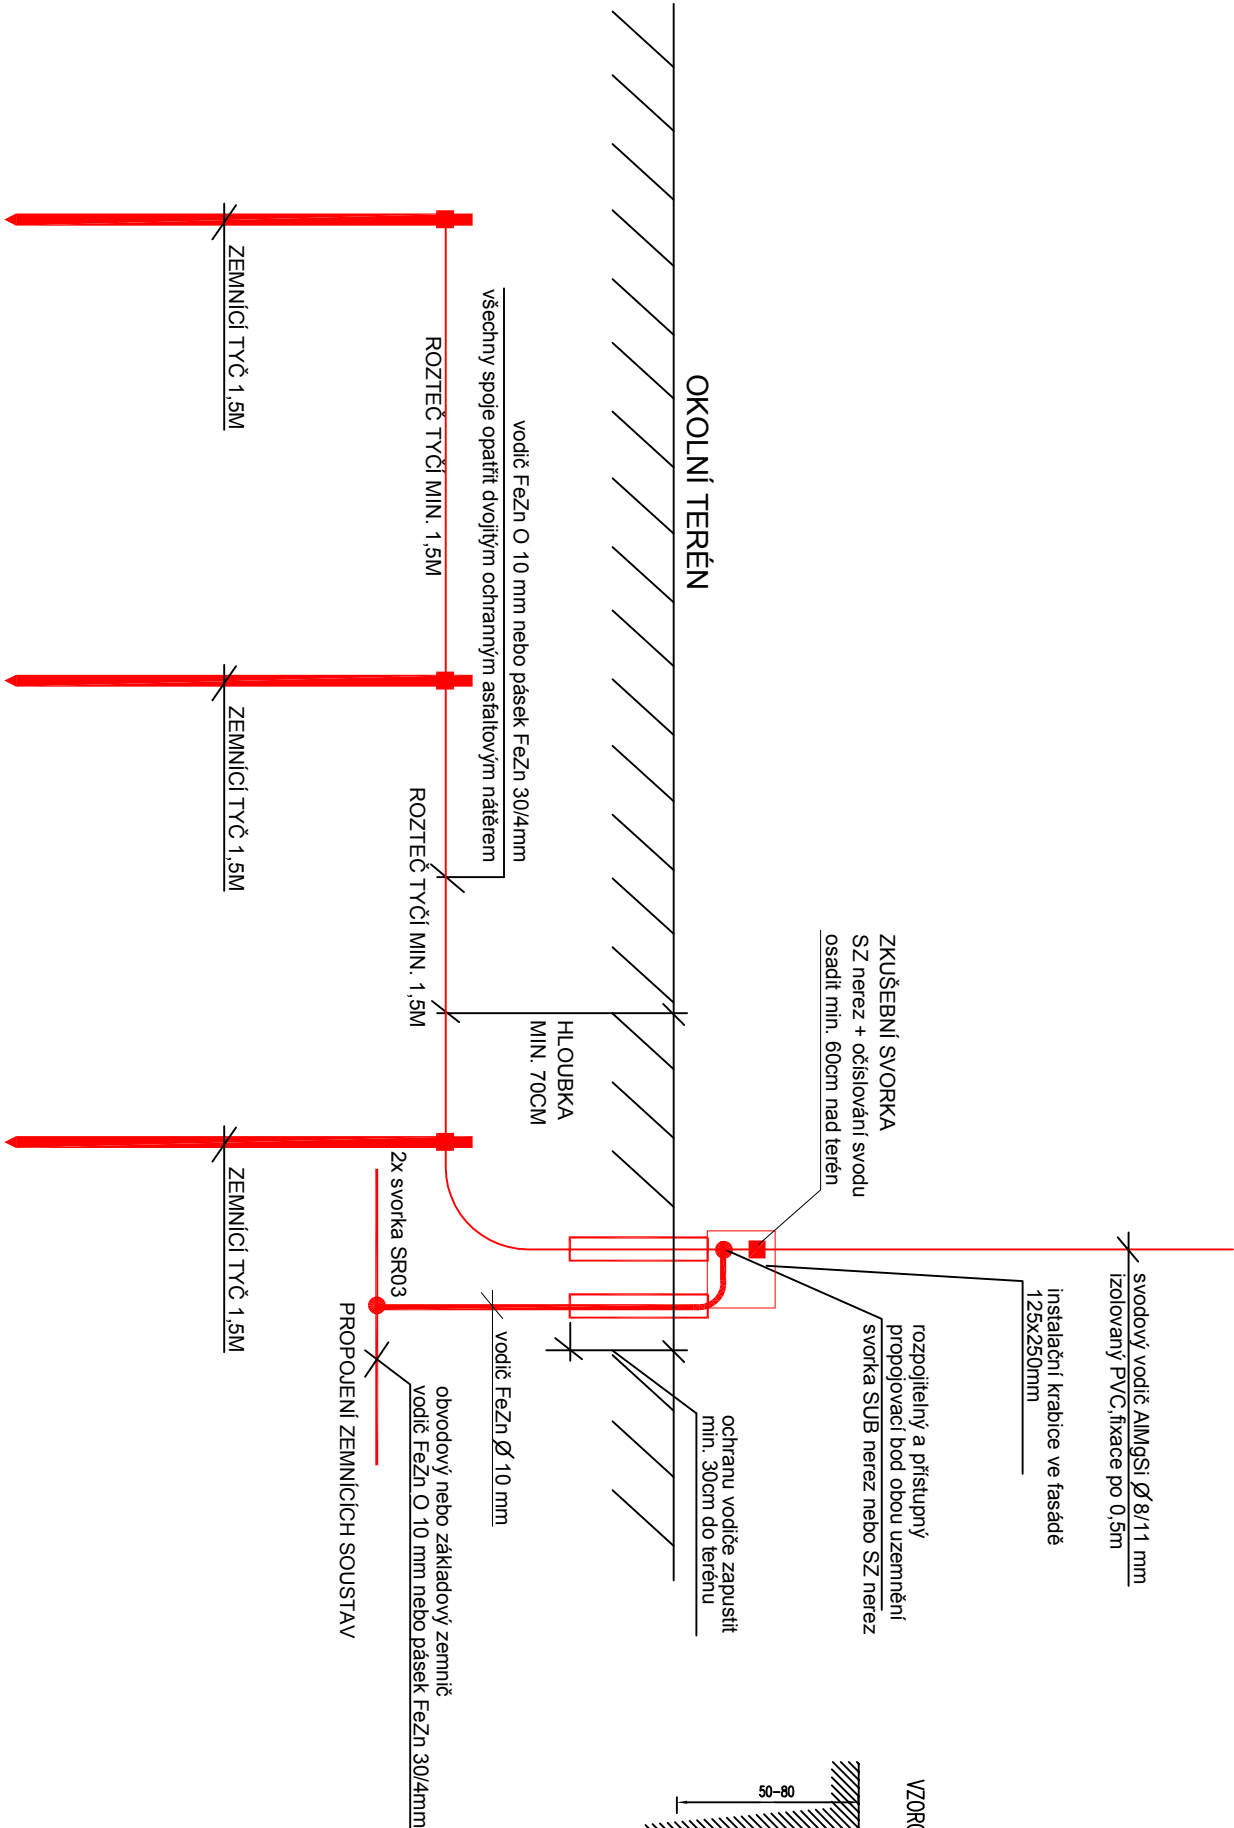 svodový vodič AlMgSi Ø 8/11 mm
izolovaný PVC,fixace po 0,5m
instalační krabice ve fasádě
125x250mm
ZKUŠEBNÍ SVORKA
SZ nerez + očíslování svodu
osadit min. 60cm nad terén
rozpojitelný a přístupný
propojovací bod obou uzemnění
svorka SUB nerez nebo SZ nerez
OKOLNÍ TERÉN
ochranu vodiče zapustit
min. 30cm do terénu
HLOUBKA
MIN. 70CM
vodič FeZn O 10 mm nebo pásek FeZn 30/4mm
všechny spoje opatřit dvojitým ochranným asfaltovým nátěrem
vodič FeZn Ø 10 mm
ROZTEČ TYČÍ MIN. 1,5M
ROZTEČ TYČÍ MIN. 1,5M
2x svorka SR03
obvodový nebo základový zemnič
vodič FeZn O 10 mm nebo pásek FeZn 30/4mm
PROPOJENÍ ZEMNÍCÍCH SOUSTAV
ZEMNÍCÍ TYČ 1,5M
ZEMNÍCÍ TYČ 1,5M
ZEMNÍCÍ TYČ 1,5M
50-80